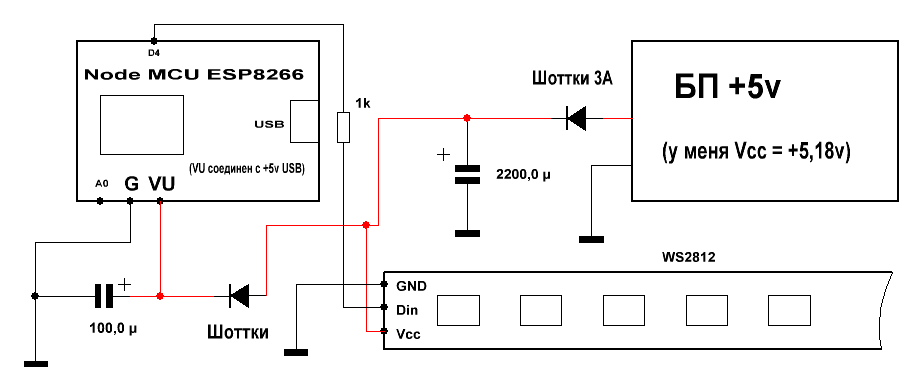 D4
Node MCU ESP8266
USB
(VU соединен с +5v USB)
A0 G VU
1k
Шоттки 3А
БП +5v
(у меня Vcc = +5,18v)
+
2200,0 µ
+
100,0 µ
Шоттки
WS2812
GND
Din
Vcc